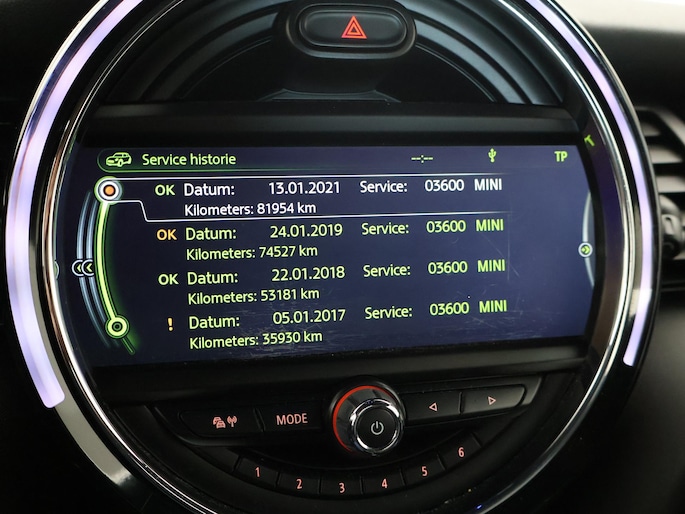 Service historie --:-- TP
OK Datum: 13.01.2021 Service: 03600 MINI
Kilometers: 81954 km
OK Datum: 24.01.2019 Service: 03600 MINI
Kilometers: 74527 km
OK Datum: 22.01.2018 Service: 03600 MINI
Kilometers: 53181 km
! Datum: 05.01.2017 Service: 03600 MINI
Kilometers: 35930 km
MODE
1 2 3 4 5 6